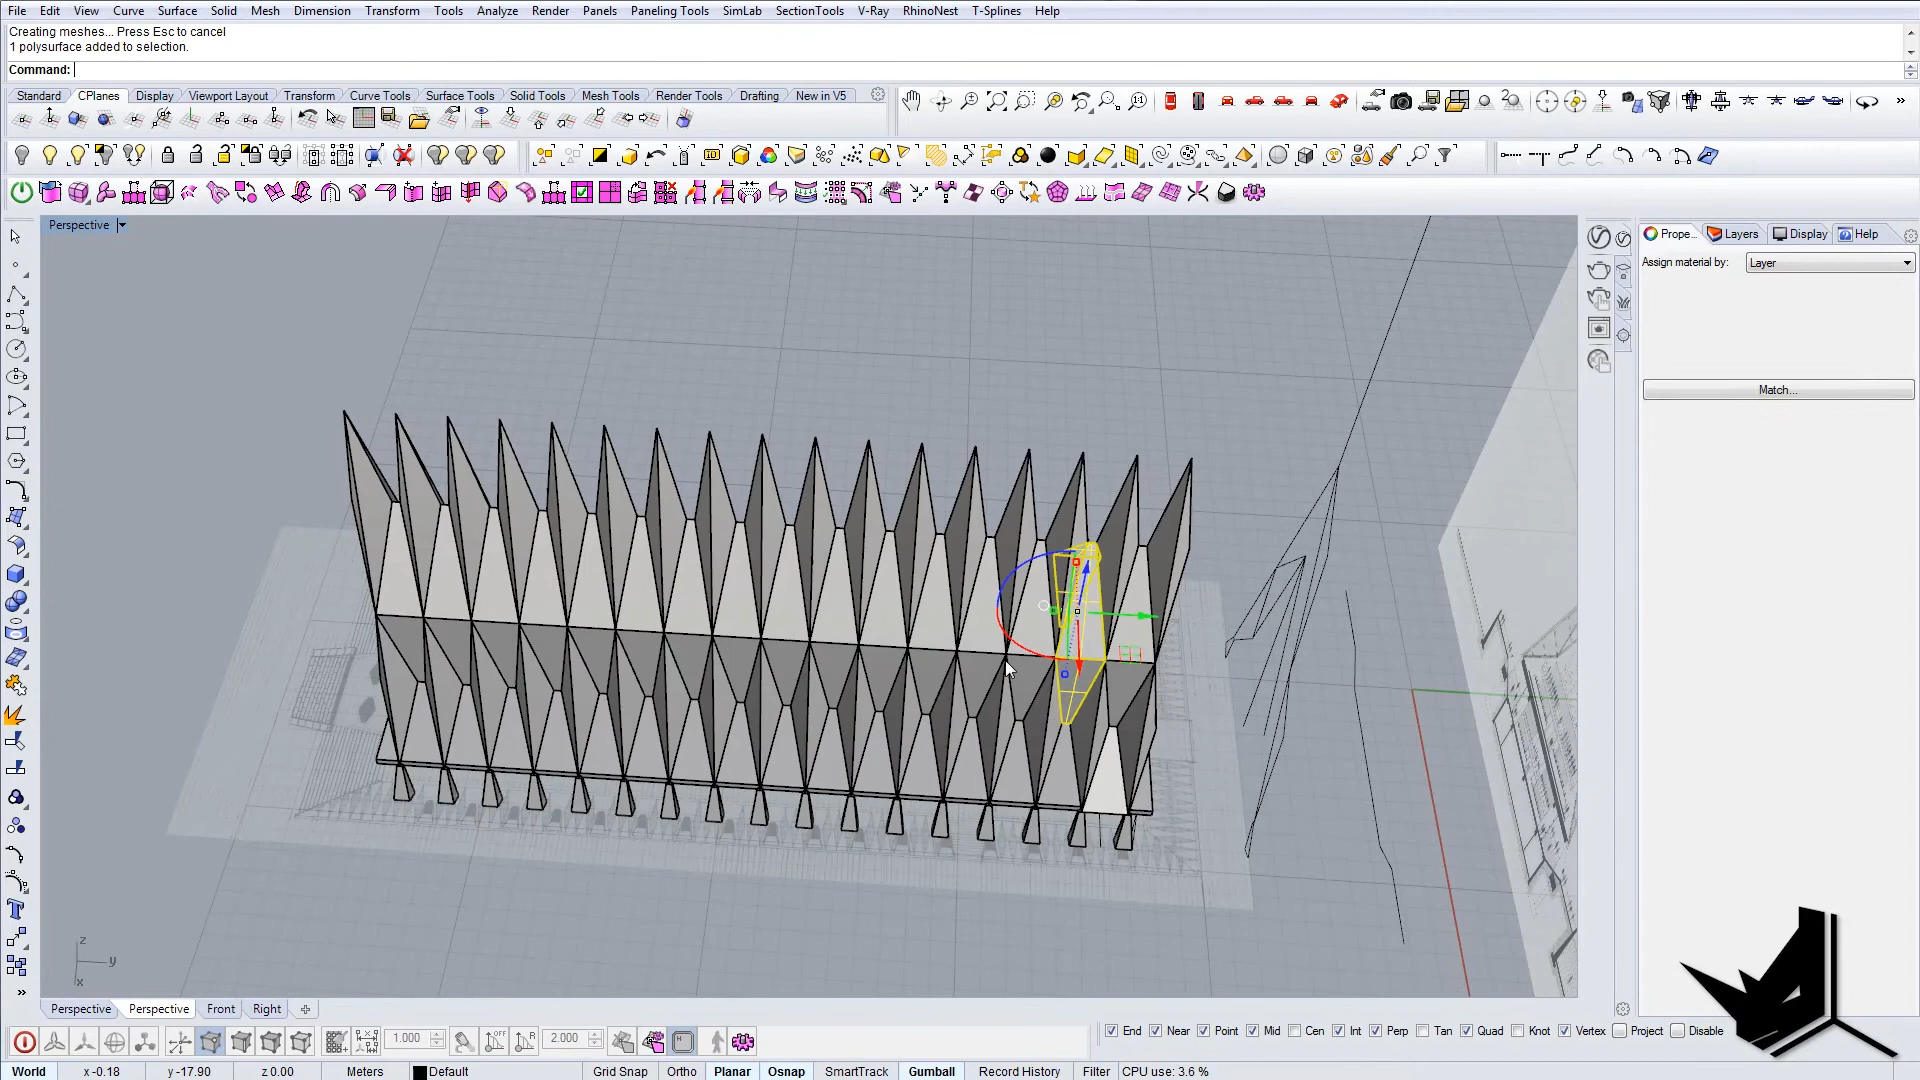 File Edit View Curve Surface Solid Mesh Dimension Transform Tools Analyze Render Panels Paneling Tools SimLab SectionTools V-Ray RhinoNest T-Splines Help
Creating meshes... Press Esc to cancel
1 polysurface added to selection.
Command:
Standard CPlanes Display Viewport Layout Transform Curve Tools Surface Tools Solid Tools Mesh Tools Render Tools Drafting New in V5
Perspective
Prope... Layers Display Help
Assign material by: Layer
Match...
z
y
x
Perspective Perspective Front Right
1.000 2.000
End Near Point Mid Cen Int Perp Tan Quad Knot Vertex Project Disable
World x -0.18 y -17.90 z 0.00 Meters Default Grid Snap Ortho Planar Osnap SmartTrack Gumball Record History Filter CPU use: 3.6 %